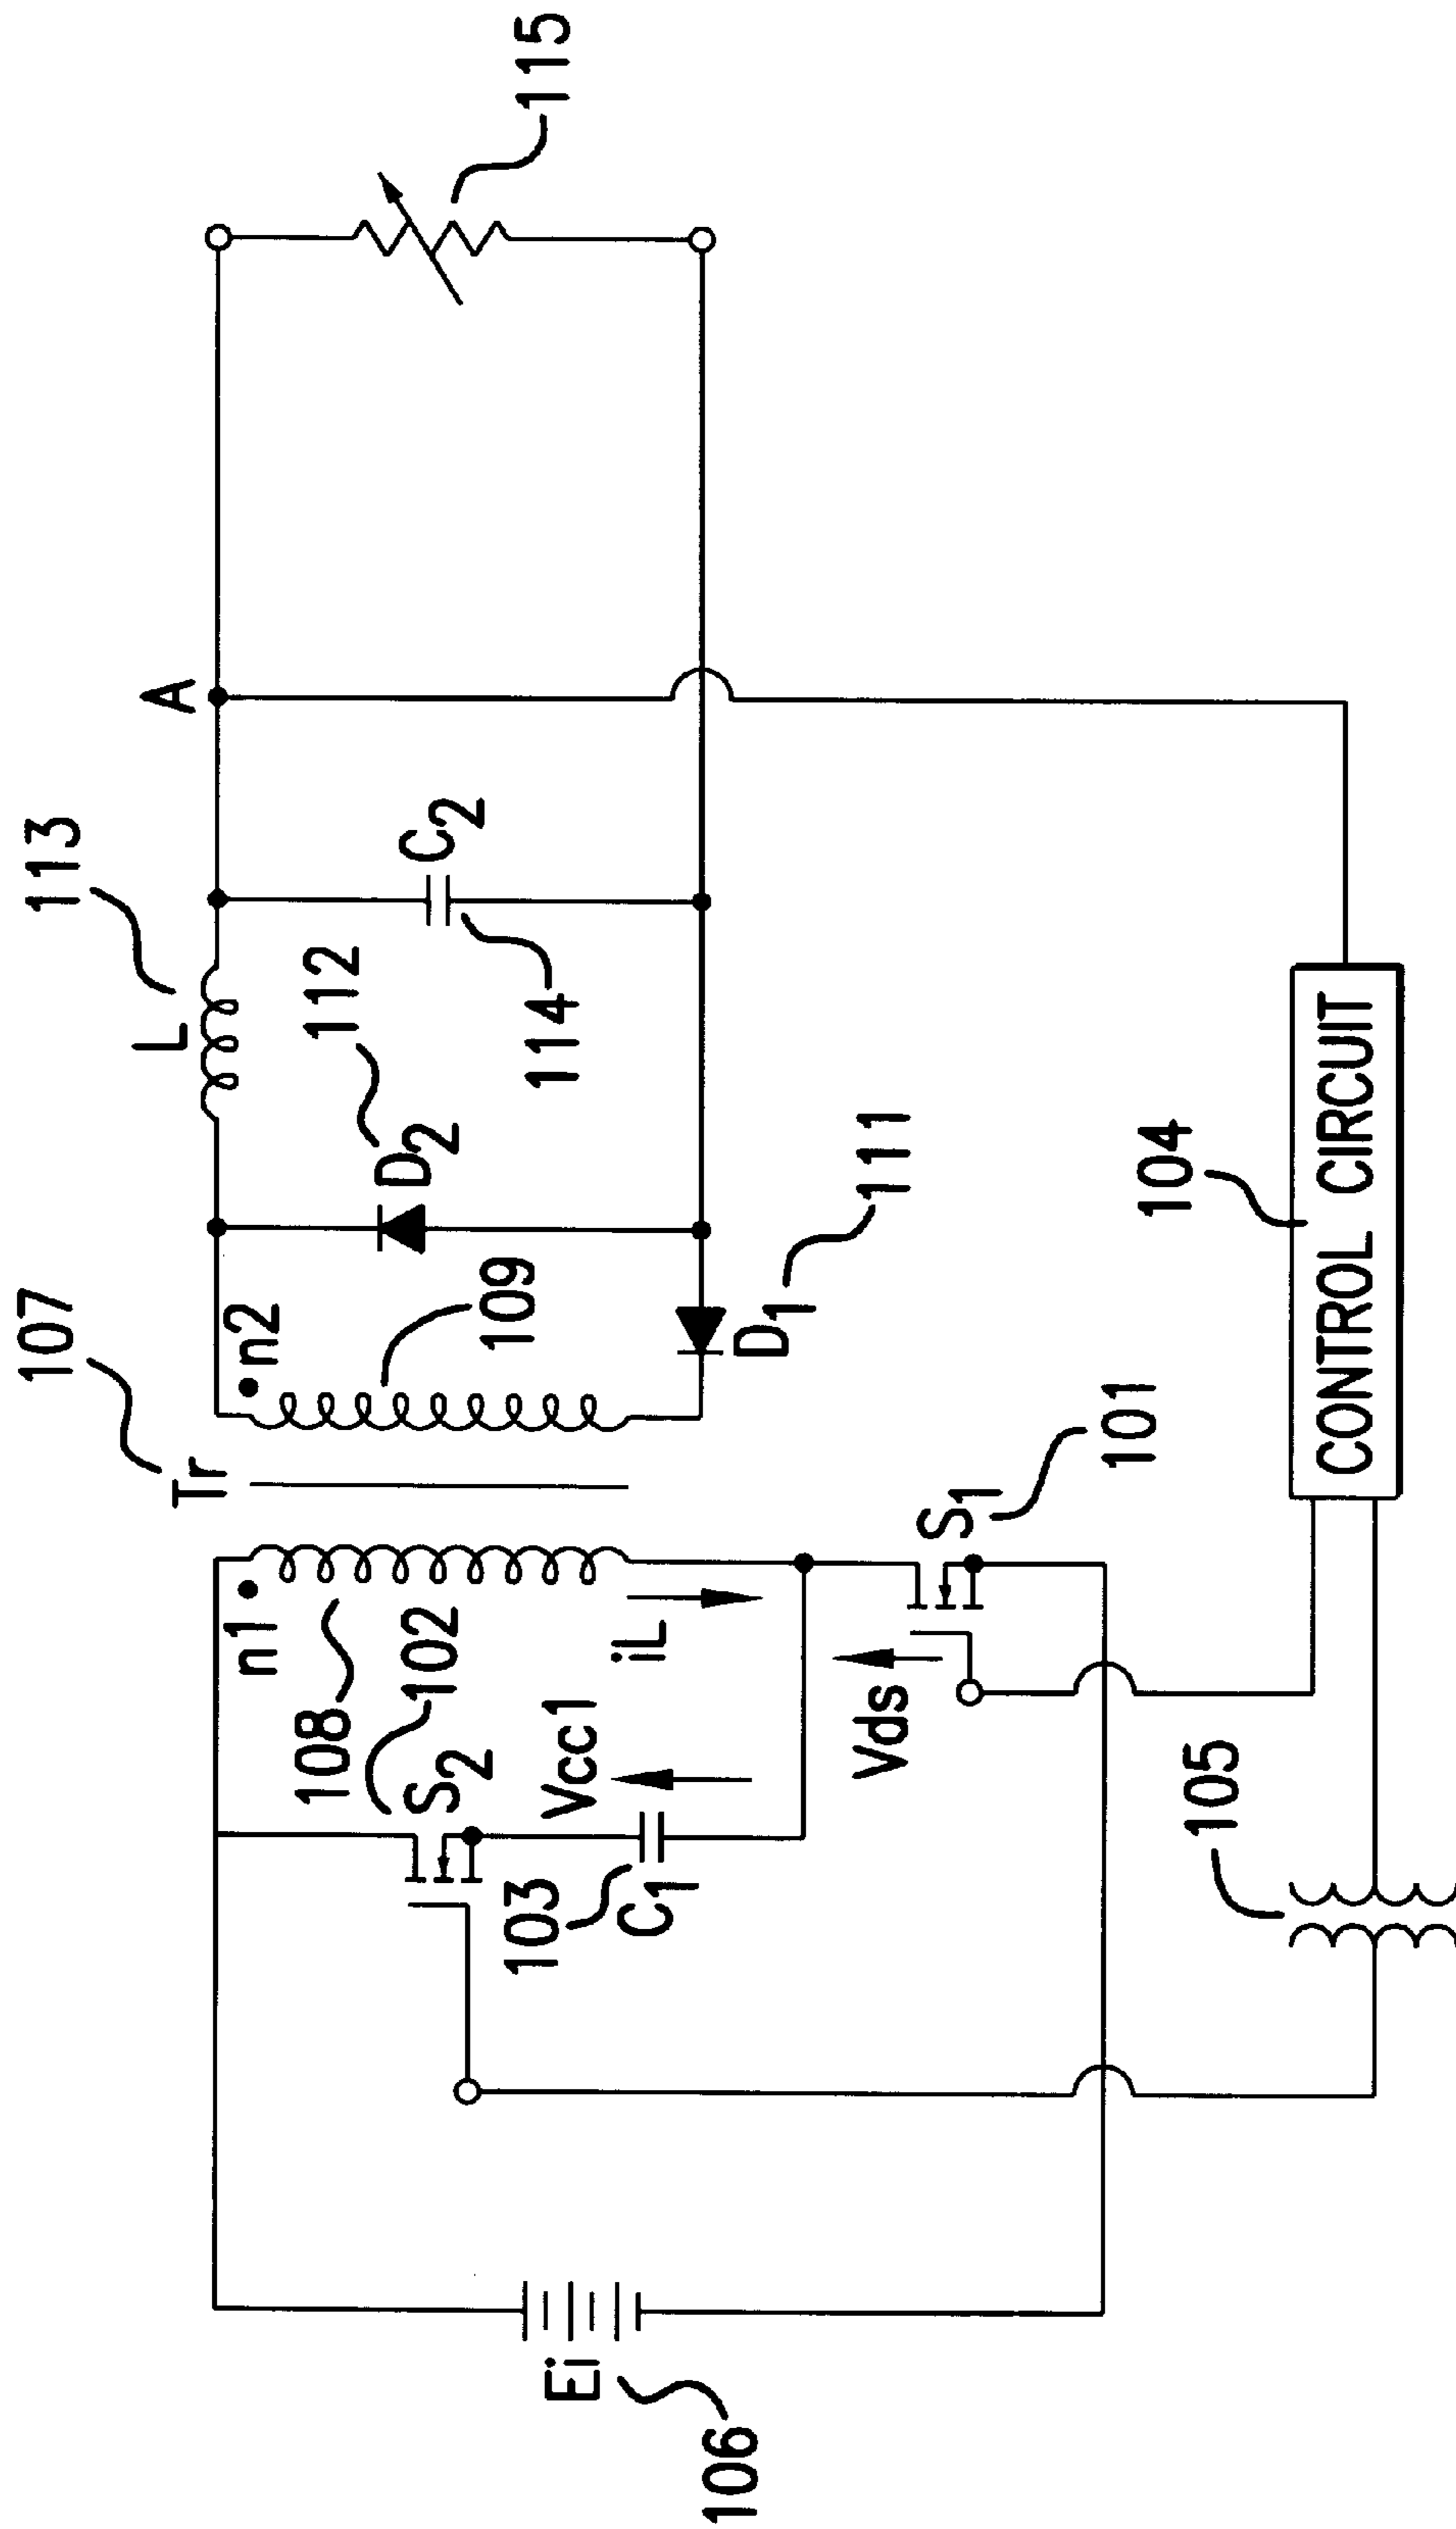 107
113
Tr
n2
L
A
n1
108
102
S2
Vcc1
iL
103
C1
109
D2
112
C2
114
115
Ei
106
Vds
S1
101
D1
111
105
104
CONTROL CIRCUIT